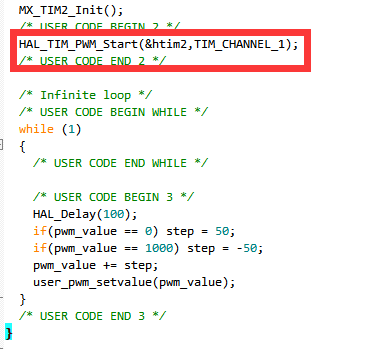 MX_TIM2_Init();
/* USER CODE BEGIN 2 */
HAL_TIM_PWM_Start(&htim2,TIM_CHANNEL_1);
/* USER CODE END 2 */
/* Infinite loop */
/* USER CODE BEGIN WHILE */
while (1)
{
/* USER CODE END WHILE */
/* USER CODE BEGIN 3 */
HAL_Delay(100);
if(pwm_value == 0) step = 50;
if(pwm_value == 1000) step = -50;
pwm_value += step;
user_pwm_setvalue(pwm_value);
}
/* USER CODE END 3 */
}